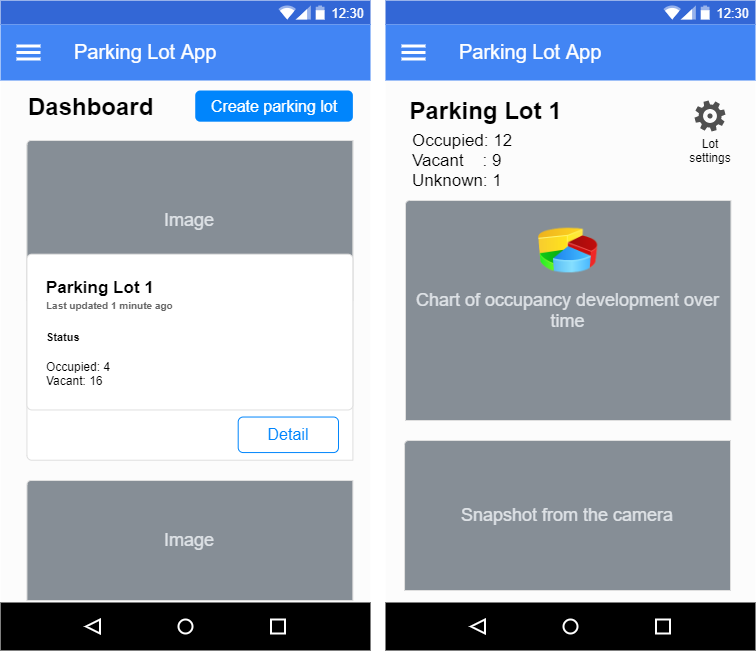 12:30
Parking Lot App
Dashboard
Create parking lot
Image
Parking Lot 1
Last updated 1 minute ago
Status
Occupied: 4
Vacant: 16
Detail
Image
12:30
Parking Lot App
Parking Lot 1
Lot
settings
Occupied: 12
Vacant : 9
Unknown: 1
Chart of occupancy development over
time
Snapshot from the camera